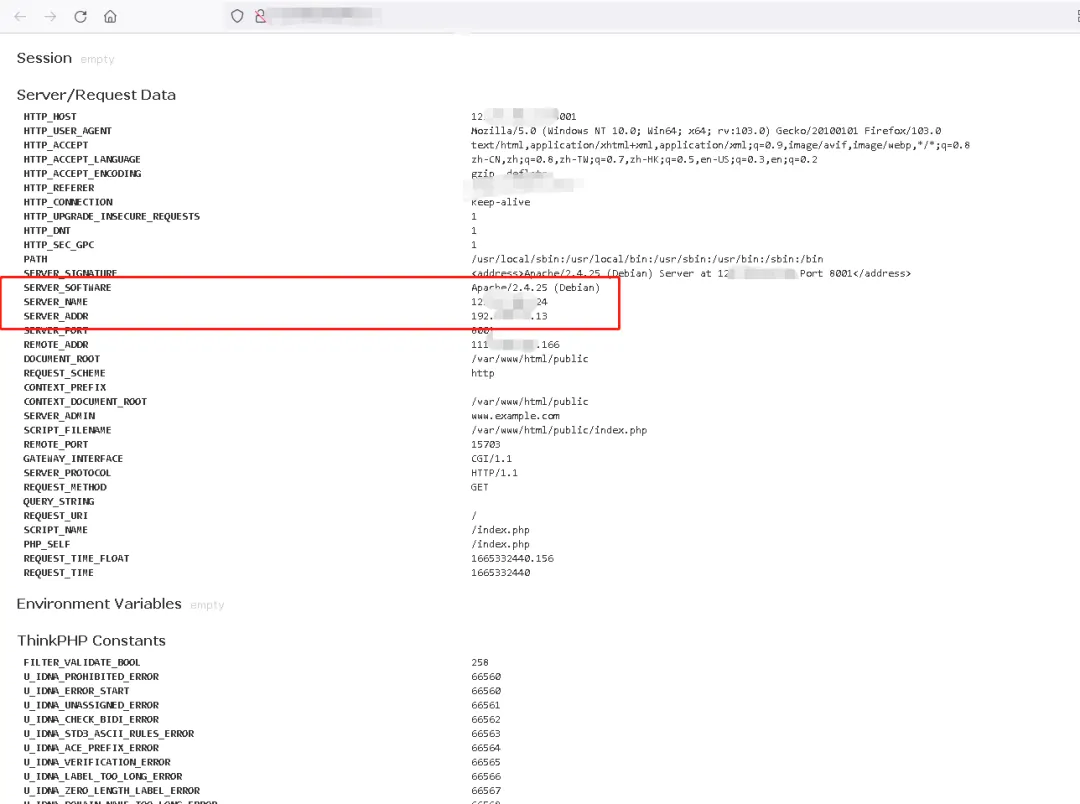 Session empty
Server/Request Data
HTTP_HOST 12 .001
HTTP_USER_AGENT Mozilla/5.0 (Windows NT 10.0; Win64; x64; rv:103.0) Gecko/20100101 Firefox/103.0
HTTP_ACCEPT text/html,application/xhtml+xml,application/xml;q=0.9,image/avif,image/webp,*/*;q=0.8
HTTP_ACCEPT_LANGUAGE zh-CN,zh;q=0.8,zh-TW;q=0.7,zh-HK;q=0.5,en-US;q=0.3,en;q=0.2
HTTP_ACCEPT_ENCODING gzip, deflate
HTTP_REFERER
HTTP_CONNECTION keep-alive
HTTP_UPGRADE_INSECURE_REQUESTS 1
HTTP_DNT 1
HTTP_SEC_GPC 1
PATH /usr/local/sbin:/usr/local/bin:/usr/sbin:/usr/bin:/sbin:/bin
SERVER_SIGNATURE <address>Apache/2.4.25 (Debian) Server at 12 Port 8001</address>
SERVER_SOFTWARE Apache/2.4.25 (Debian)
SERVER_NAME 12 24
SERVER_ADDR 192. .13
SERVER_PORT 8001
REMOTE_ADDR 111 .166
DOCUMENT_ROOT /var/www/html/public
REQUEST_SCHEME http
CONTEXT_PREFIX
CONTEXT_DOCUMENT_ROOT /var/www/html/public
SERVER_ADMIN www.example.com
SCRIPT_FILENAME /var/www/html/public/index.php
REMOTE_PORT 15703
GATEWAY_INTERFACE CGI/1.1
SERVER_PROTOCOL HTTP/1.1
REQUEST_METHOD GET
QUERY_STRING
REQUEST_URI /
SCRIPT_NAME /index.php
PHP_SELF /index.php
REQUEST_TIME_FLOAT 1665332440.156
REQUEST_TIME 1665332440
Environment Variables empty
ThinkPHP Constants
FILTER_VALIDATE_BOOL 258
U_IDNA_PROHIBITED_ERROR 66560
U_IDNA_ERROR_START 66560
U_IDNA_UNASSIGNED_ERROR 66561
U_IDNA_CHECK_BIDI_ERROR 66562
U_IDNA_STD3_ASCII_RULES_ERROR 66563
U_IDNA_ACE_PREFIX_ERROR 66564
U_IDNA_VERIFICATION_ERROR 66565
U_IDNA_LABEL_TOO_LONG_ERROR 66566
U_IDNA_ZERO_LENGTH_LABEL_ERROR 66567
U_IDNA_DOMAIN_NAME_TOO_LONG_ERROR 66568